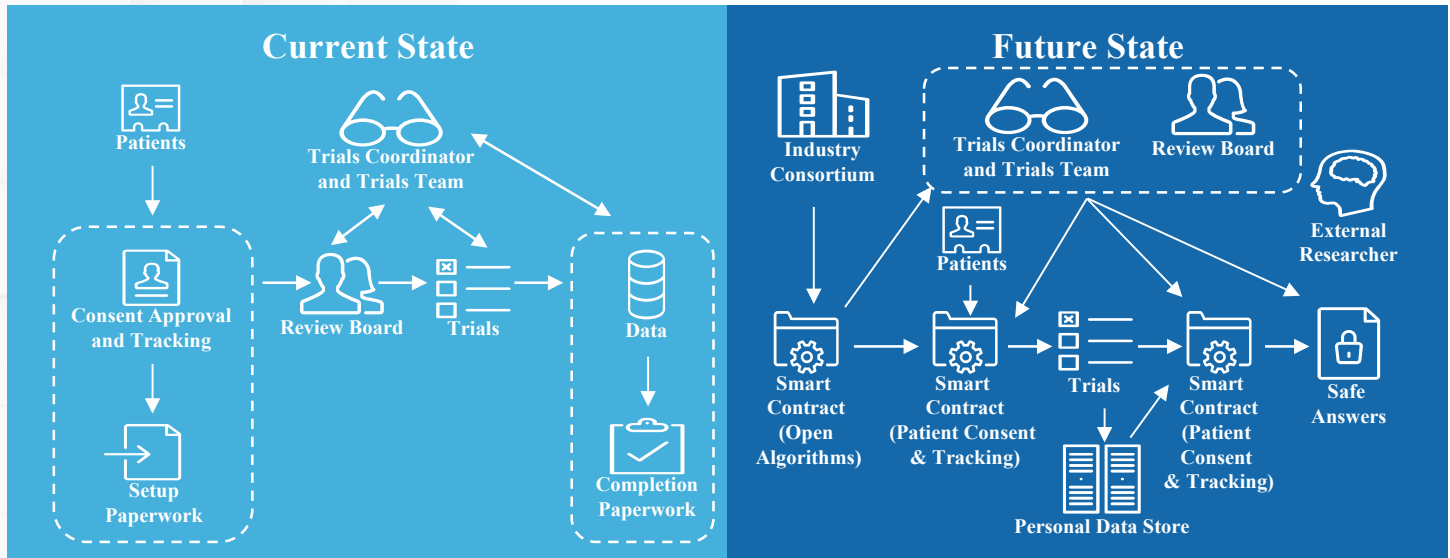 Current State
Patients
Trials Coordinator
and Trials Team
Consent Approval
and Tracking
Review Board
Trials
Data
Setup
Paperwork
Completion
Paperwork
Future State
Industry
Consortium
Trials Coordinator
and Trials Team
Review Board
External
Researcher
Patients
Smart
Contract
(Open
Algorithms)
Smart
Contract
(Patient Consent
& Tracking)
Trials
Smart
Contract
(Patient
Consent
& Tracking)
Safe
Answers
Personal Data Store